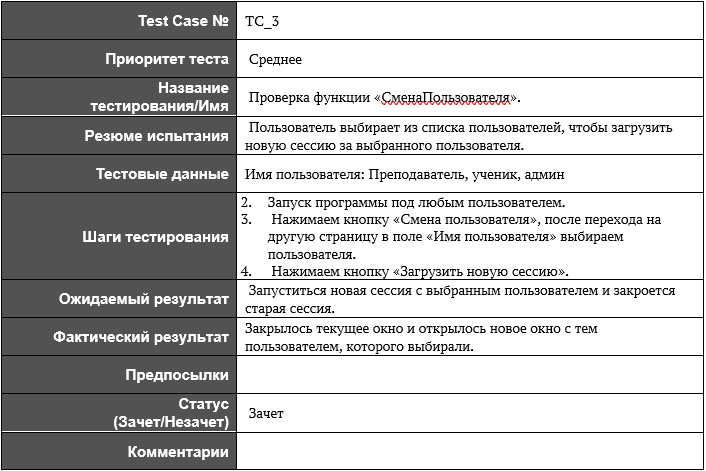 Test Case № TC_3
Приоритет теста Среднее
Название
тестирования/Имя Проверка функции «СменаПользователя».
Резюме испытания Пользователь выбирает из списка пользователей, чтобы загрузить
новую сессию за выбранного пользователя.
Тестовые данные Имя пользователя: Преподаватель, ученик, админ
Шаги тестирования
2. Запуск программы под любым пользователем.
3. Нажимаем кнопку «Смена пользователя», после перехода на
другую страницу в поле «Имя пользователя» выбираем
пользователя.
4. Нажимаем кнопку «Загрузить новую сессию».
Ожидаемый результат Запуститься новая сессия с выбранным пользователем и закроется
старая сессия.
Фактический результат Закрылось текущее окно и открылось новое окно с тем
пользователем, которого выбирали.
Предпосылки
Статус
(Зачет/Незачет) Зачет
Комментарии